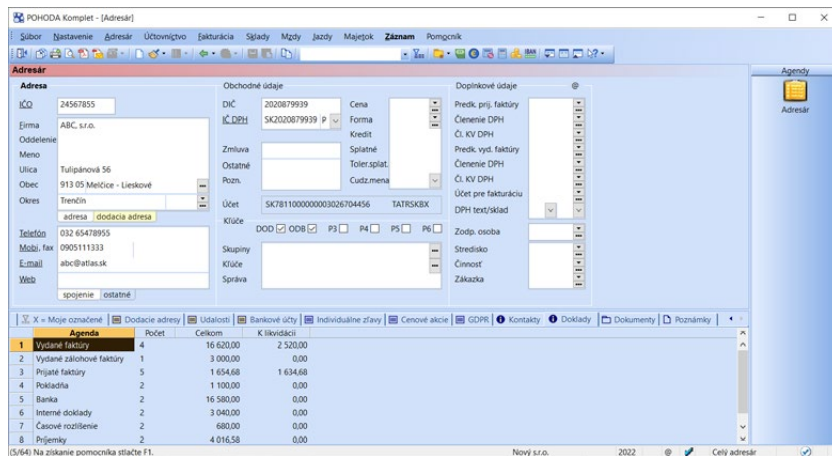 POHODA Komplet - [Adresár]
Súbor Nastavenie Adresár Účtovníctvo Fakturácia Sklady Mzdy Jazdy Majetok Záznam Pomocník
Adresár
Agendy
Adresár
Adresa
IČO 24567855
Firma ABC, s.r.o.
Oddelenie
Meno
Ulica Tulipánová 56
Obec 913 05 Melčice - Lieskové
Okres Trenčín
adresa dodacia adresa
Telefón 032 65478955
Mobil, fax 0905111333
E-mail abc@atlas.sk
Web
spojenie ostatné
Obchodné údaje
DIČ 2020879939 Cena
IČ DPH SK2020879939 P Forma
Kredit
Zmluva Splatné
Ostatné Toler.splat.
Pozn. Cudz.mena
Účet SK7811000000003026704456 TATRSKBX
Kľúče
DOD ODB P3 P4 P5 P6
Skupiny
Kľúče
Správa
Doplnkové údaje @
Predk. prij. faktúry
Členenie DPH
Čl. KV DPH
Predk. vyd. faktúry
Členenie DPH
Čl. KV DPH
Účet pre fakturáciu
DPH text/sklad
Zodp. osoba
Stredisko
Činnosť
Zákazka
X = Moje označené Dodacie adresy Udalosti Bankové účty Individuálne zľavy Cenové akcie GDPR Kontakty Doklady Dokumenty Poznámky
Agenda Počet Celkom K likvidácii
1 Vydané faktúry 4 16 620,00 2 520,00
2 Vydané zálohové faktúry 1 3 000,00 0,00
3 Prijaté faktúry 5 1 654,68 1 634,68
4 Pokladňa 2 1 100,00 0,00
5 Banka 2 16 580,00 0,00
6 Interné doklady 2 3 040,00 0,00
7 Časové rozlíšenie 2 680,00 0,00
8 Príjemky 2 4 016,58 0,00
(5/64) Na získanie pomocníka stlačte F1. Nový s.r.o. 2022 @ Celý adresár